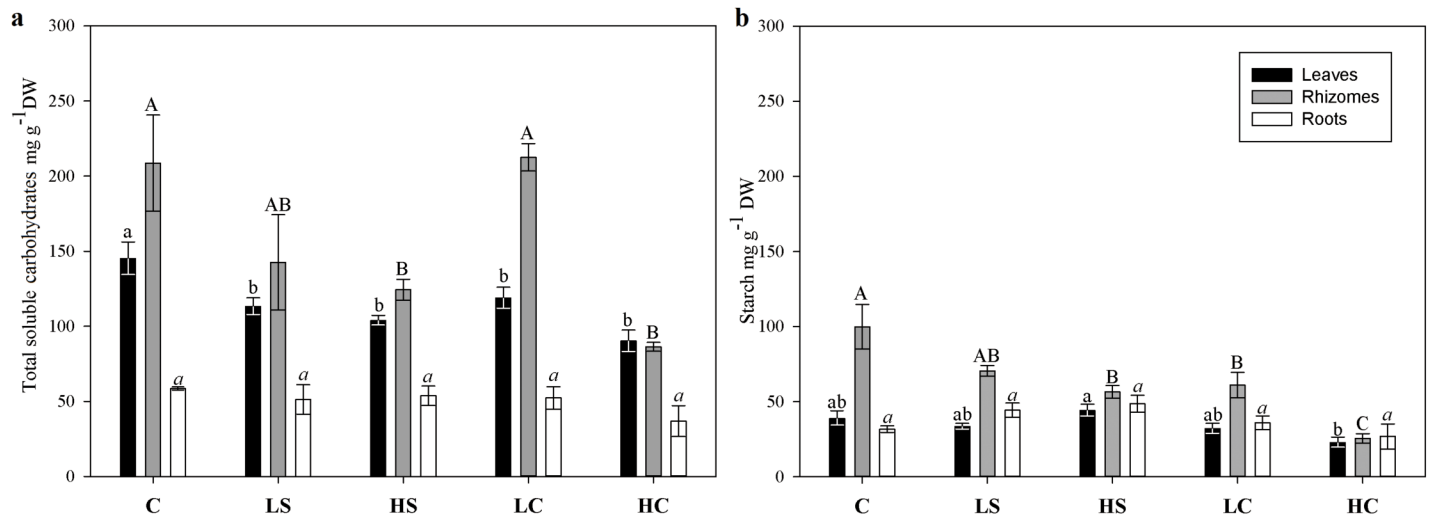 a
Total soluble carbohydrates mg g⁻¹DW
300
250
200
150
100
50
0
a
A
a
b
AB
a
b
B
a
b
A
a
b
B
a
C
LS
HS
LC
HC
b
Starch mg g⁻¹ DW
300
250
200
150
100
50
0
Leaves
Rhizomes
Roots
ab
A
a
ab
AB
a
a
B
a
ab
B
a
b
C
a
C
LS
HS
LC
HC